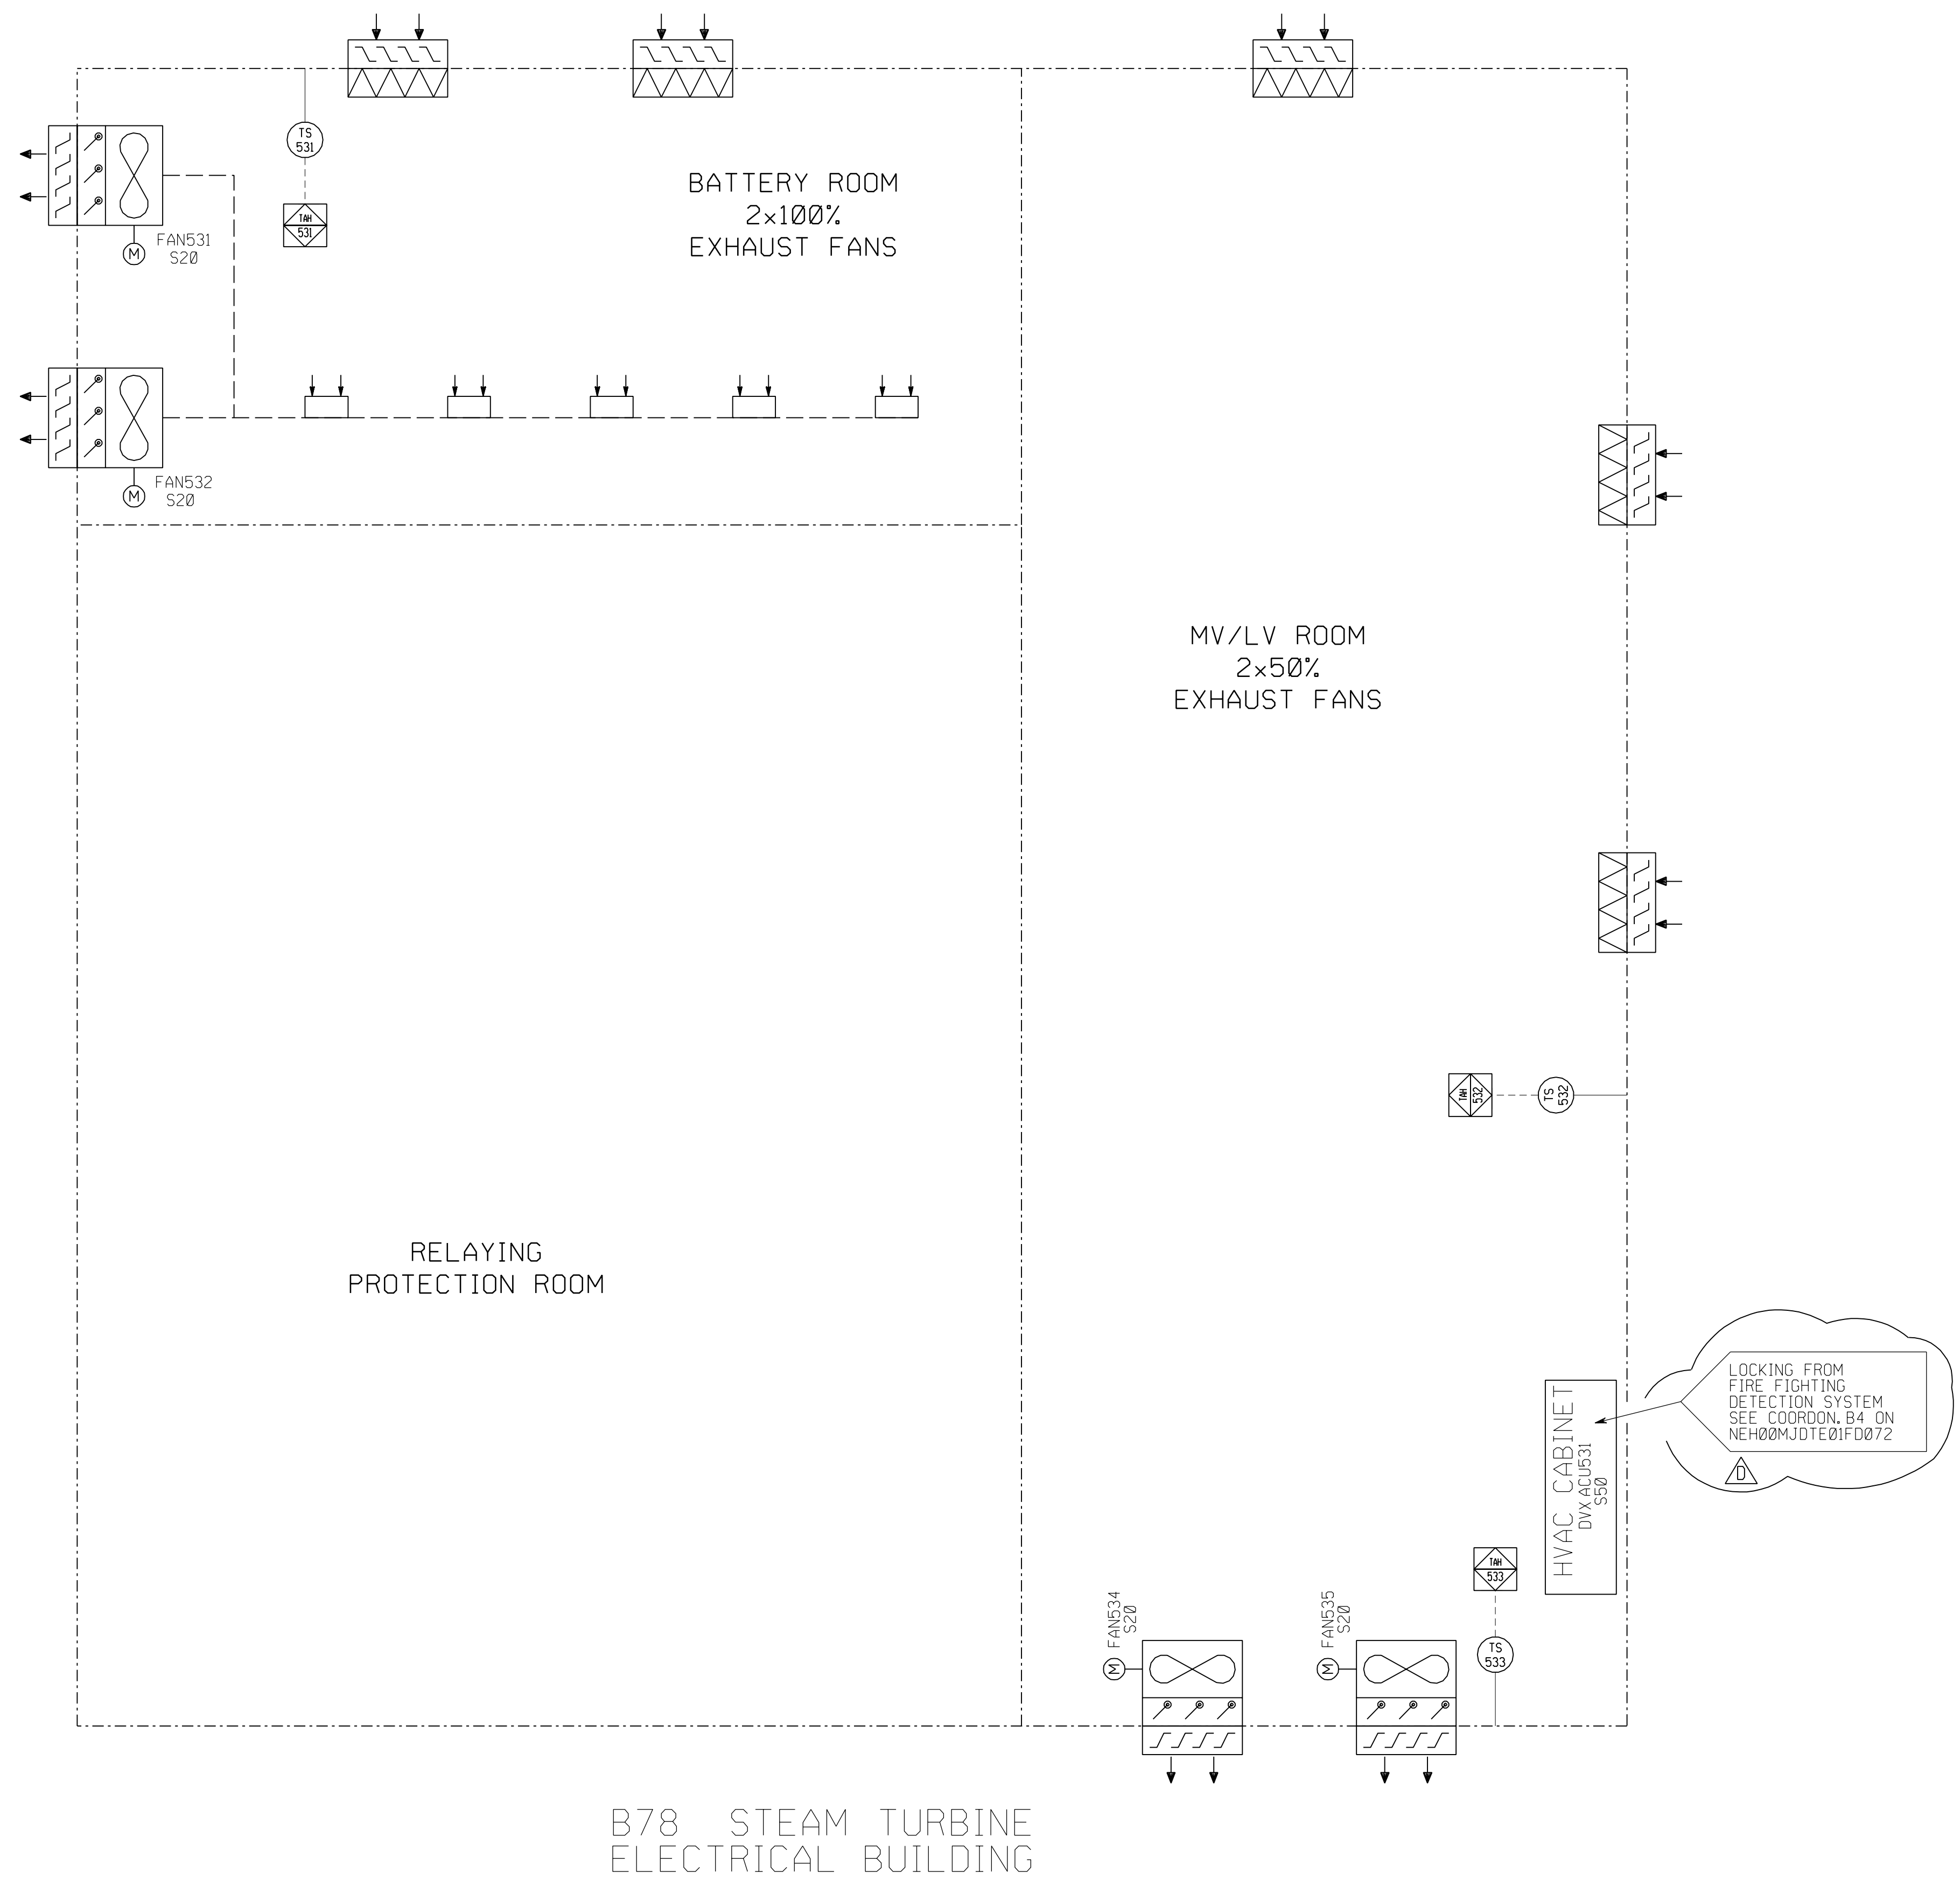 TS
531
TAH
531
BATTERY ROOM
2x100%
EXHAUST FANS
FAN531
S20
M
FAN532
S20
M
MV/LV ROOM
2x50%
EXHAUST FANS
TAH
532
TS
532
RELAYING
PROTECTION ROOM
LOCKING FROM
FIRE FIGHTING
DETECTION SYSTEM
SEE COORDON.B4 ON
NEH00MJDTE01FD072
D
HVAC CABINET
DVX ACU531
S50
TAH
533
TS
533
FAN534
S20
M
FAN535
S20
M
B78 STEAM TURBINE
ELECTRICAL BUILDING